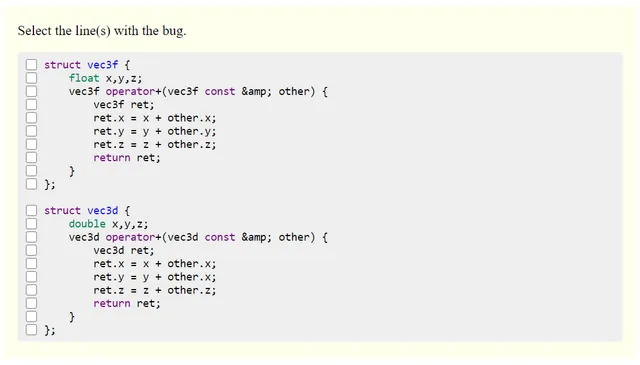 Select the line(s) with the bug.
struct vec3f {
float x,y,z;
vec3f operator+(vec3f const &amp; other) {
vec3f ret;
ret.x = x + other.x;
ret.y = y + other.y;
ret.z = z + other.z;
return ret;
}
};
struct vec3d {
double x,y,z;
vec3d operator+(vec3d const &amp; other) {
vec3d ret;
ret.x = x + other.x;
ret.y = y + other.x;
ret.z = z + other.z;
return ret;
}
};